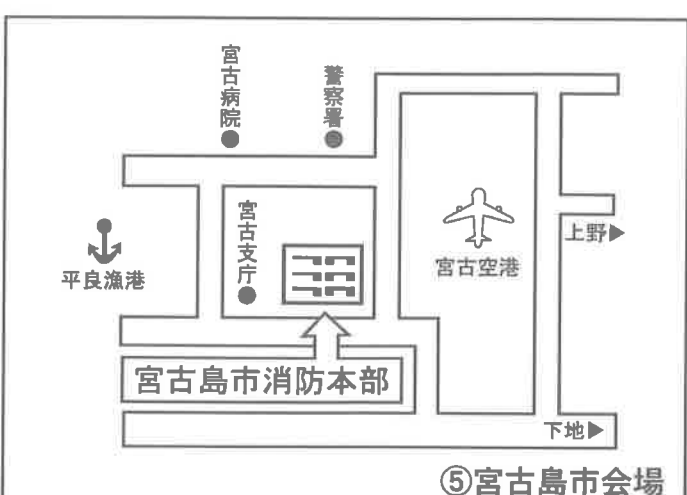 宮古病院
警察署
宮古支庁
平良漁港
宮古空港
上野▶
宮古島市消防本部
下地▶
⑤宮古島市会場